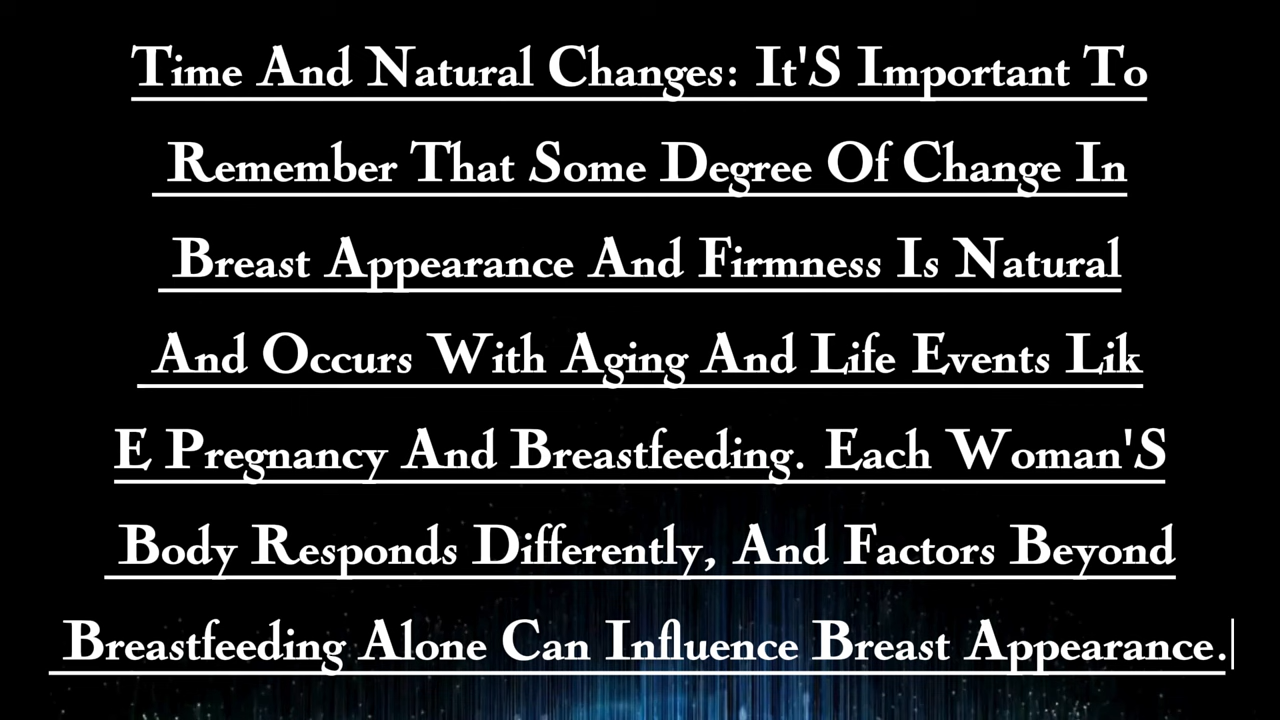 Time And Natural Changes: It'S Important To
Remember That Some Degree Of Change In
Breast Appearance And Firmness Is Natural
And Occurs With Aging And Life Events Lik
E Pregnancy And Breastfeeding. Each Woman'S
Body Responds Differently, And Factors Beyond
Breastfeeding Alone Can Influence Breast Appearance.